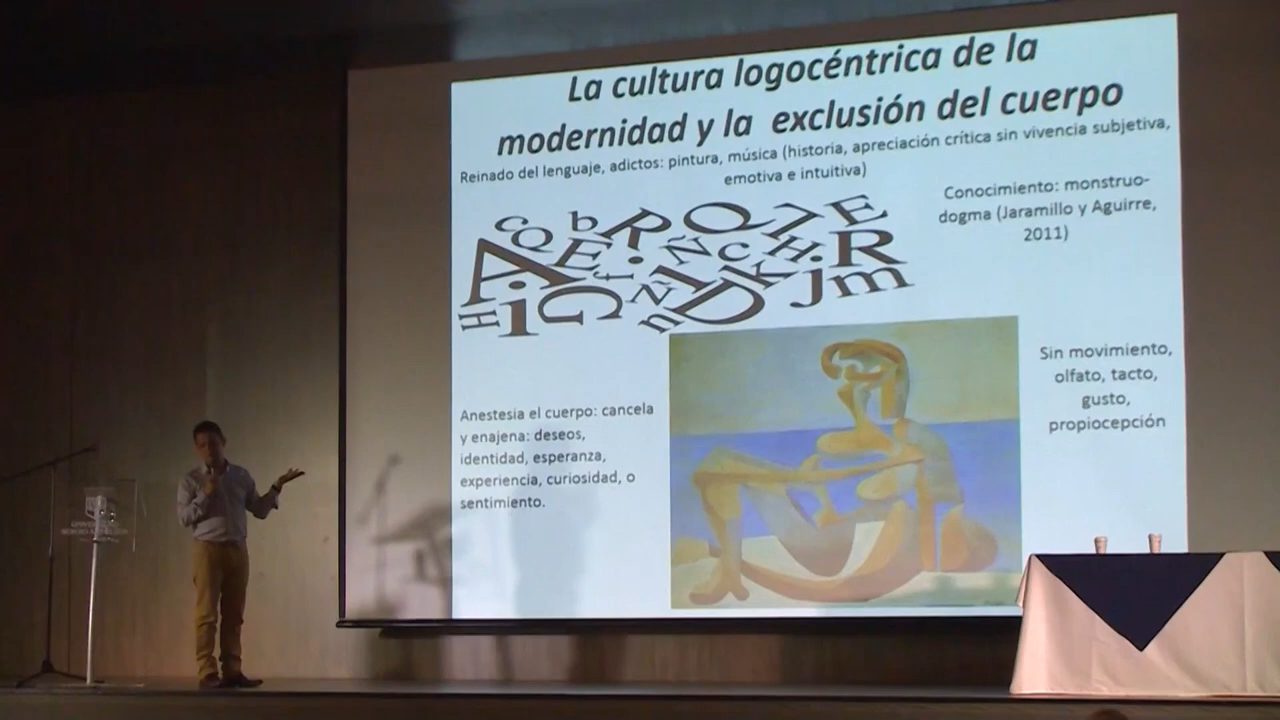 La cultura logocéntrica de la
modernidad y la exclusión del cuerpo
Reinado del lenguaje, adictos: pintura, música (historia, apreciación crítica sin vivencia subjetiva,
emotiva e intuitiva)
Conocimiento: monstruo-
dogma (Jaramillo y Aguirre,
2011)
Sin movimiento,
olfato, tacto,
gusto,
propiocepción
Anestesia el cuerpo: cancela
y enajena: deseos,
identidad, esperanza,
experiencia, curiosidad, o
sentimiento.